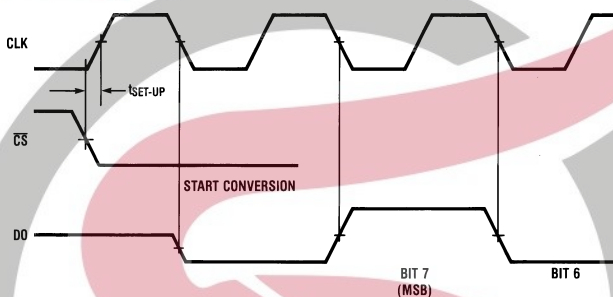 CLK
tSET-UP
CS
START CONVERSION
DO
BIT 7
(MSB)
BIT 6